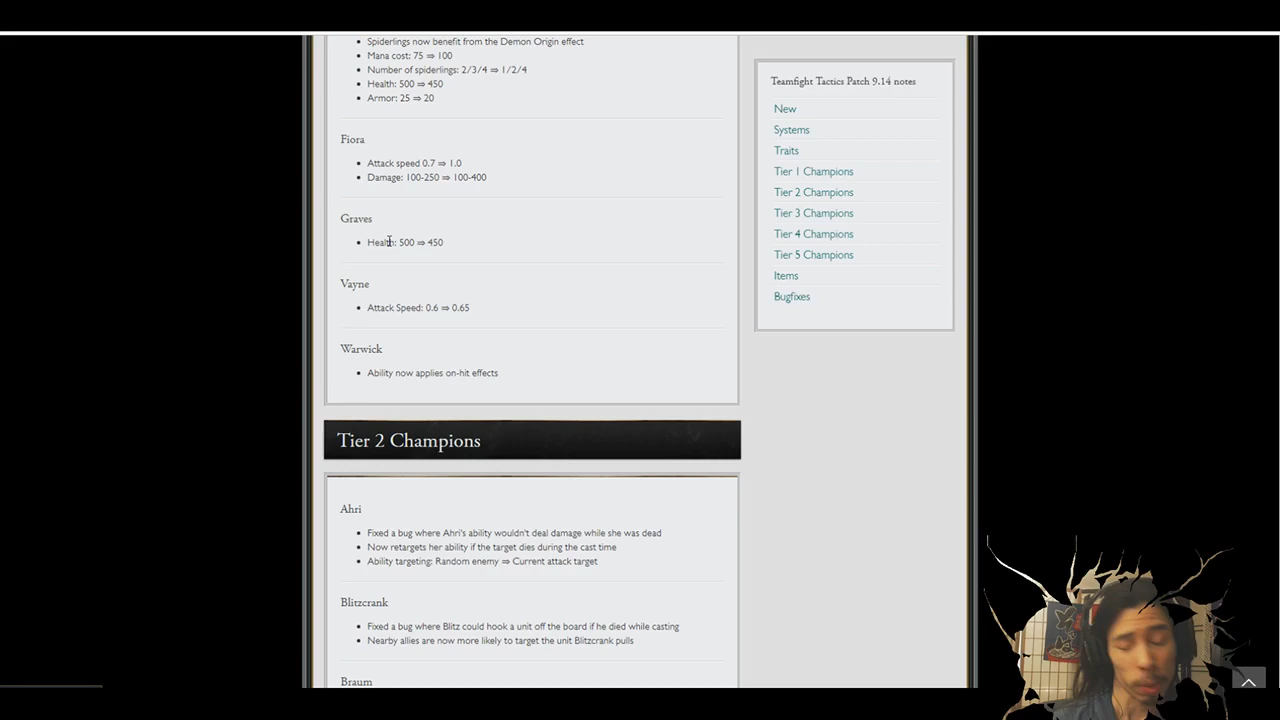 Spiderlings now benefit from the Demon Origin effect
Mana cost: 75 ⇒ 100
Number of spiderlings: 2/3/4 ⇒ 1/2/4
Health: 500 ⇒ 450
Armor: 25 ⇒ 20
Fiora
Attack speed 0.7 ⇒ 1.0
Damage: 100-250 ⇒ 100-400
Graves
Health: 500 ⇒ 450
Vayne
Attack Speed: 0.6 ⇒ 0.65
Warwick
Ability now applies on-hit effects
Tier 2 Champions
Ahri
Fixed a bug where Ahri's ability wouldn't deal damage while she was dead
Now retargets her ability if the target dies during the cast time
Ability targeting: Random enemy ⇒ Current attack target
Blitzcrank
Fixed a bug where Blitz could hook a unit off the board if he died while casting
Nearby allies are now more likely to target the unit Blitzcrank pulls
Braum
Teamfight Tactics Patch 9.14 notes
New
Systems
Traits
Tier 1 Champions
Tier 2 Champions
Tier 3 Champions
Tier 4 Champions
Tier 5 Champions
Items
Bugfixes